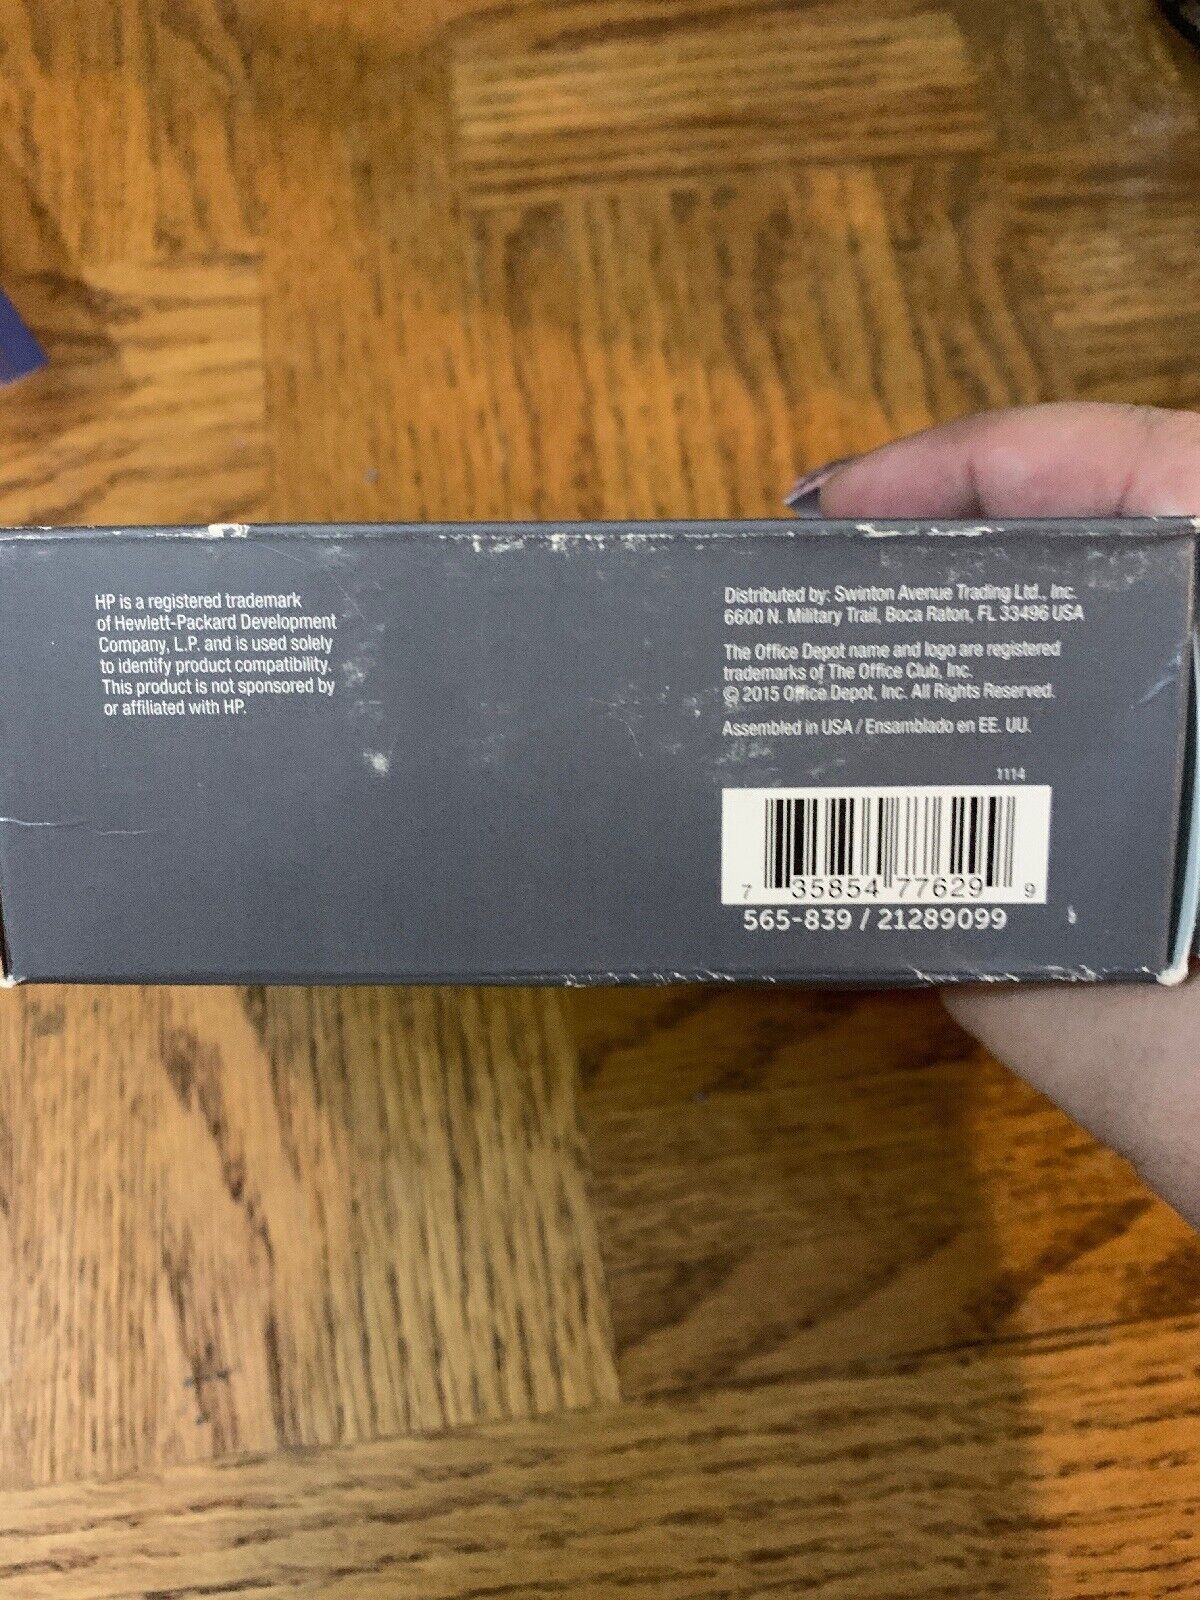 HP is a registered trademark
of Hewlett-Packard Development
Company, L.P. and is used solely
to identify product compatibility.
This product is not sponsored by
or affiliated with HP.
Distributed by: Swinton Avenue Trading Ltd., Inc.
6600 N. Military Trail, Boca Raton, FL 33496 USA
The Office Depot name and logo are registered
trademarks of The Office Club, Inc.
© 2015 Office Depot, Inc. All Rights Reserved.
Assembled in USA / Ensamblado en EE. UU.
1114
7 35854 77629 9
565-839 / 21289099